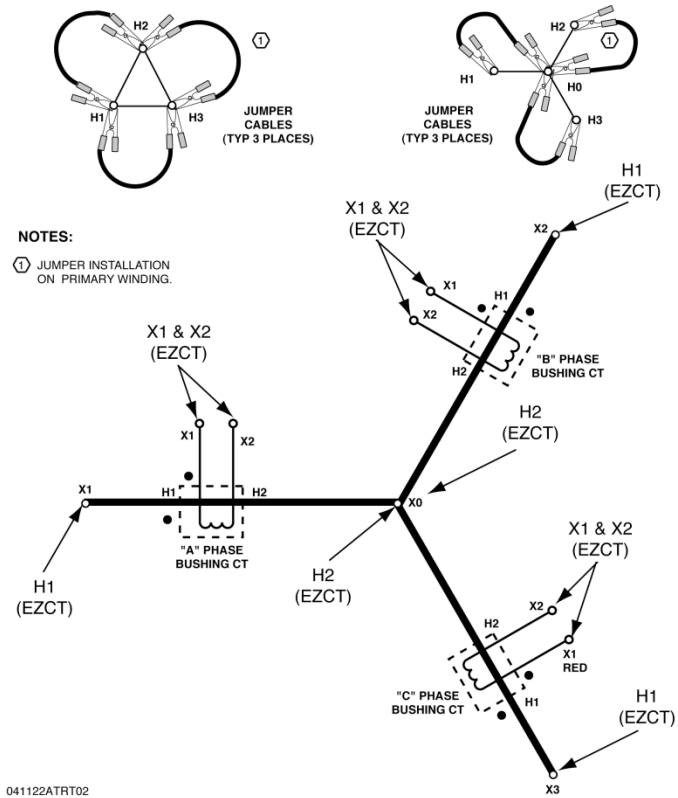 H2
1
H1
H3
JUMPER
CABLES
(TYP 3 PLACES)
H2
1
H1
H0
H3
JUMPER
CABLES
(TYP 3 PLACES)
NOTES:
1 JUMPER INSTALLATION
ON PRIMARY WINDING.
H1
(EZCT)
X1 & X2
(EZCT)
X2
X1
H1
X2
H2
"B" PHASE
BUSHING CT
X1 & X2
(EZCT)
X1
X2
H2
(EZCT)
X1
H1
H2
X0
"A" PHASE
BUSHING CT
H1
(EZCT)
H2
(EZCT)
X1 & X2
(EZCT)
X2
H2
X1
RED
"C" PHASE
BUSHING CT
H1
H1
(EZCT)
X3
041122ATRT02